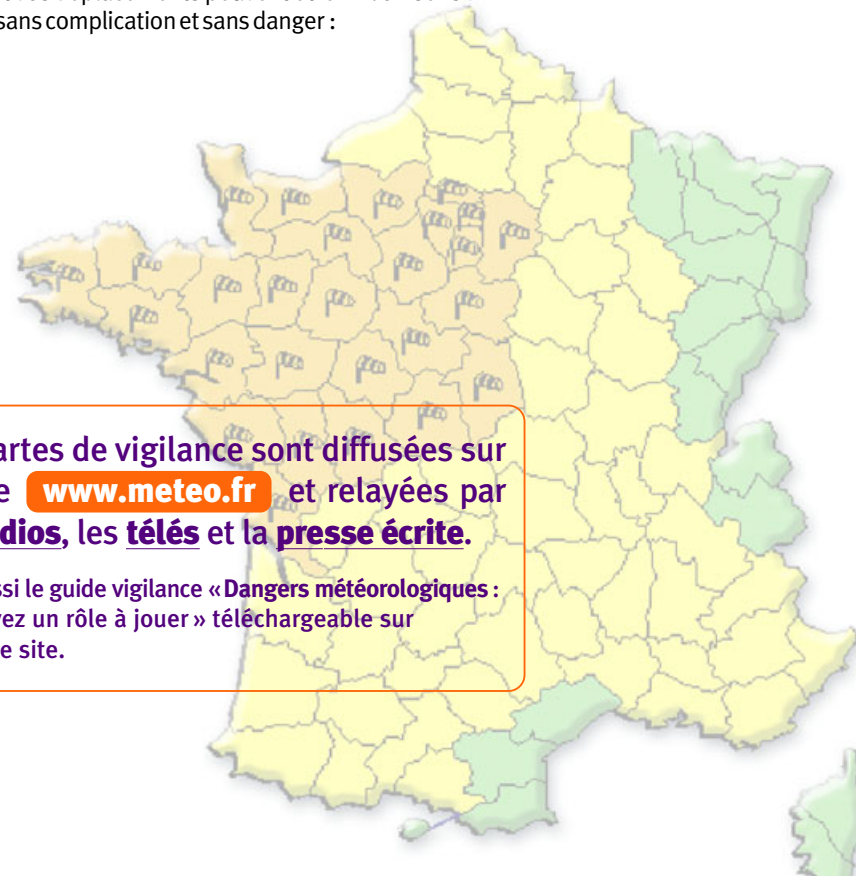 sans complication et sans danger :
artes de vigilance sont diffusées sur
e www.meteo.fr et relayées par
dios, les télés et la presse écrite.
ssi le guide vigilance «Dangers météorologiques :
vez un rôle à jouer» téléchargeable sur
e site.